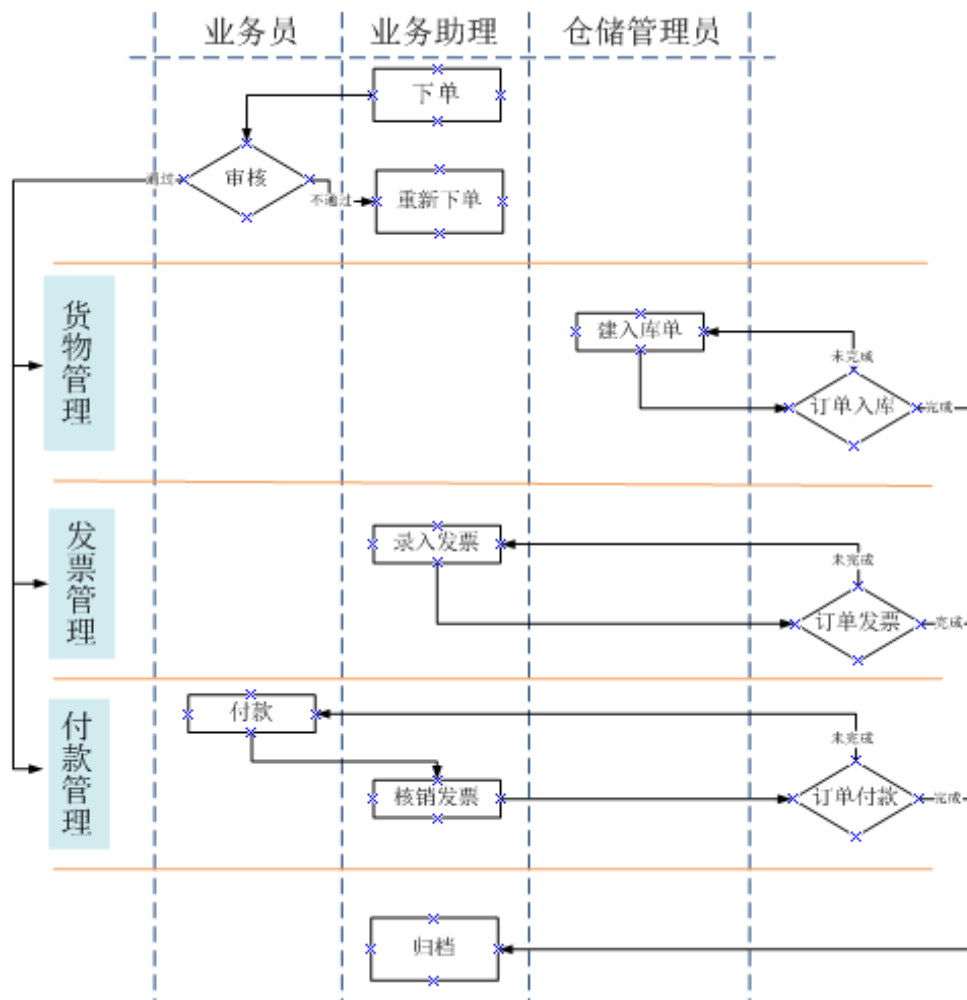 业务员
业务助理
仓储管理员
下单
审核
通过
不通过
重新下单
货物管理
建入库单
未完成
订单入库
完成
发票管理
录入发票
未完成
订单发票
完成
付款管理
付款
未完成
核销发票
订单付款
完成
归档